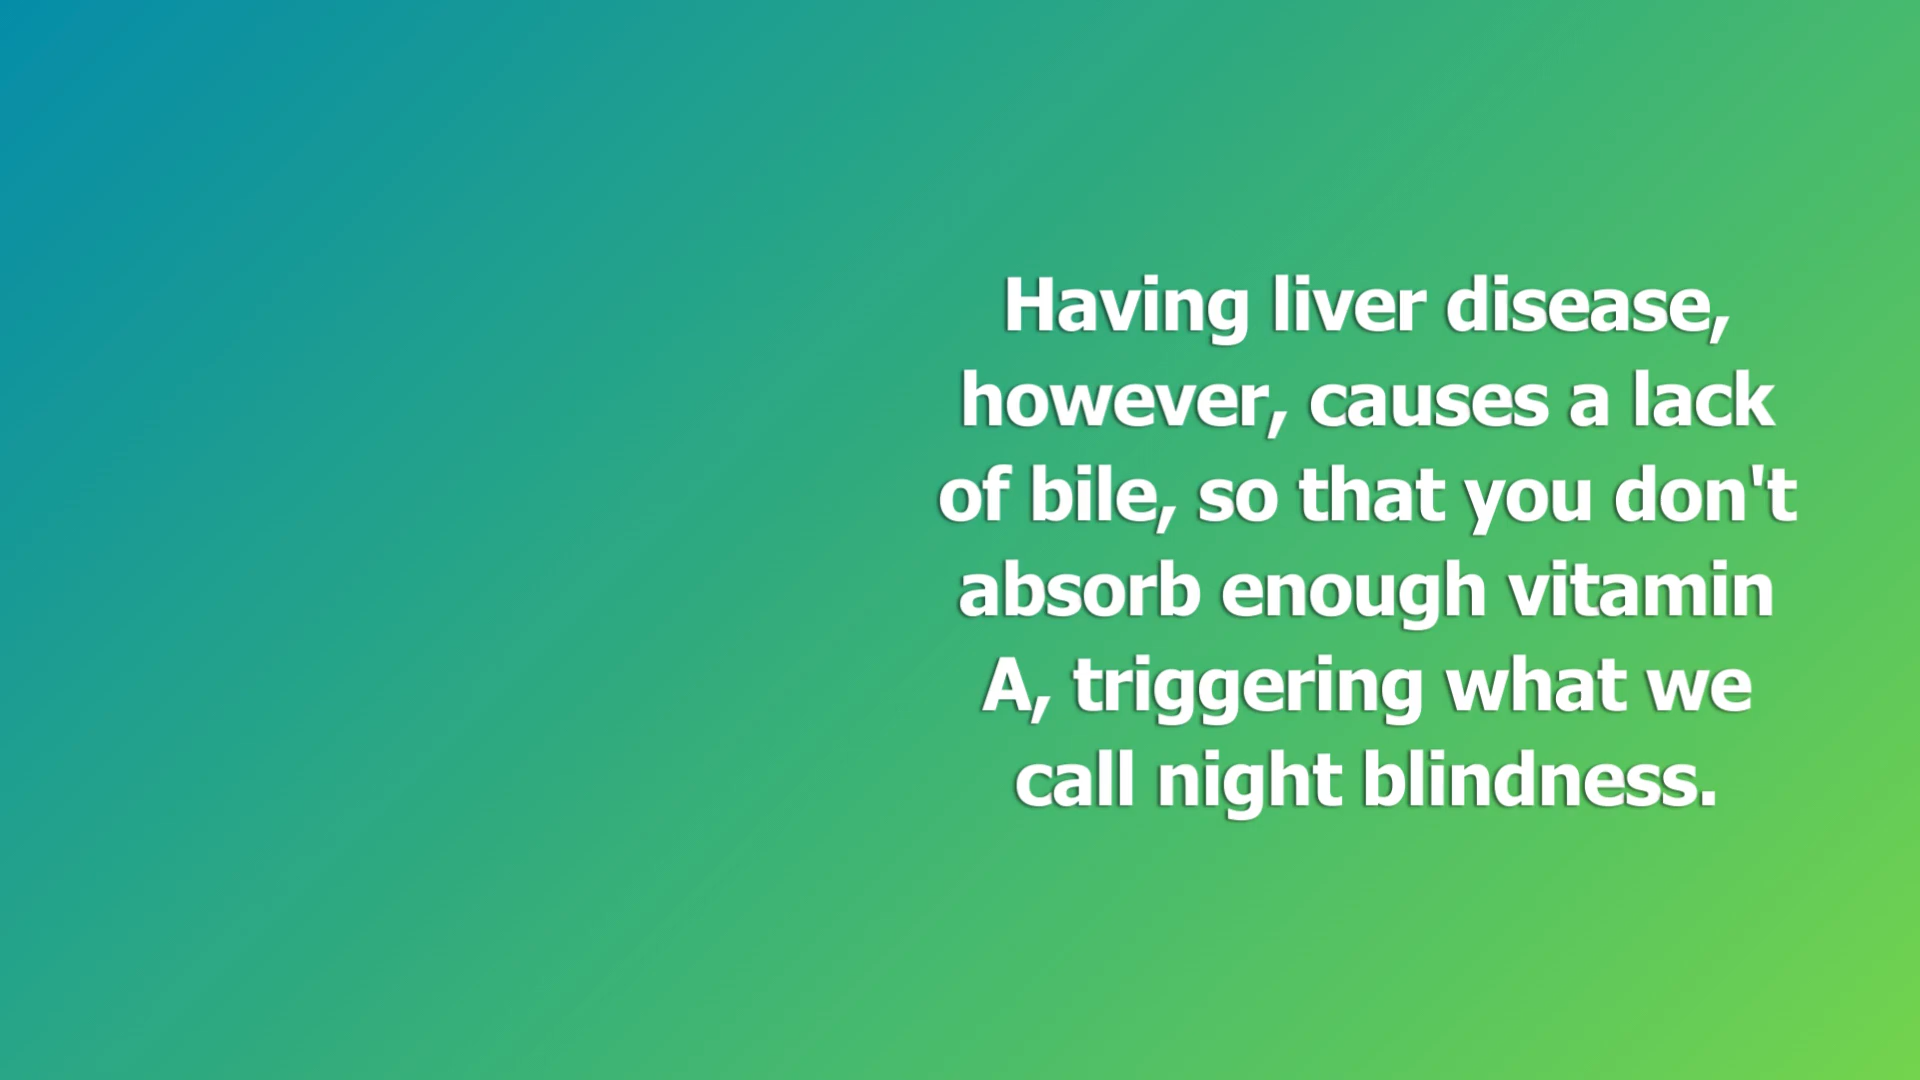 Having liver disease,
however, causes a lack
of bile, so that you don't
absorb enough vitamin
A, triggering what we
call night blindness.